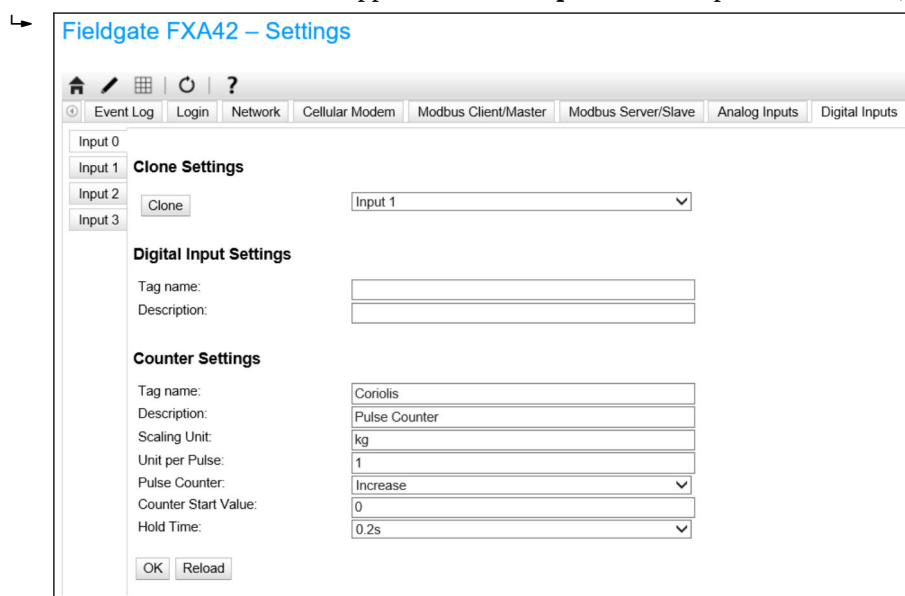 Fieldgate FXA42 – Settings
Event Log Login Network Cellular Modem Modbus Client/Master Modbus Server/Slave Analog Inputs Digital Inputs
Input 0
Input 1
Input 2
Input 3
Clone Settings
Clone Input 1
Digital Input Settings
Tag name:
Description:
Counter Settings
Tag name: Coriolis
Description: Pulse Counter
Scaling Unit: kg
Unit per Pulse: 1
Pulse Counter: Increase
Counter Start Value: 0
Hold Time: 0.2s
OK Reload